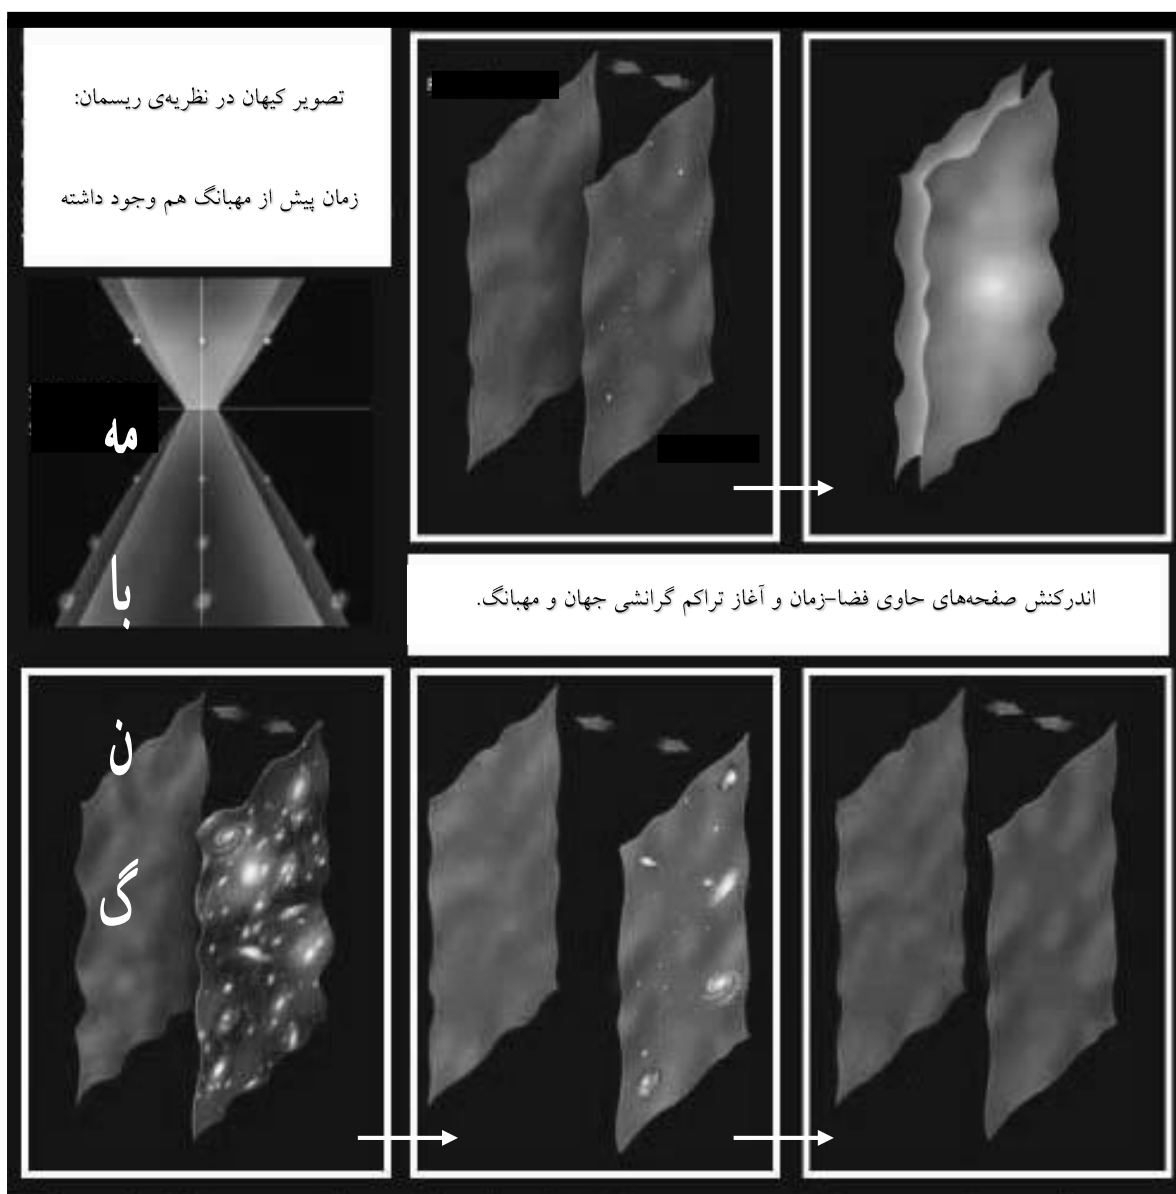 تصویر کیهان در نظریه‌ی ریسمان:
زمان پیش از مهبانگ هم وجود داشته
اندرکنش صفحه‌های حاوی فضا-زمان و آغاز تراکم گرانشی جهان و مهبانگ.
مه
با
ن
گ